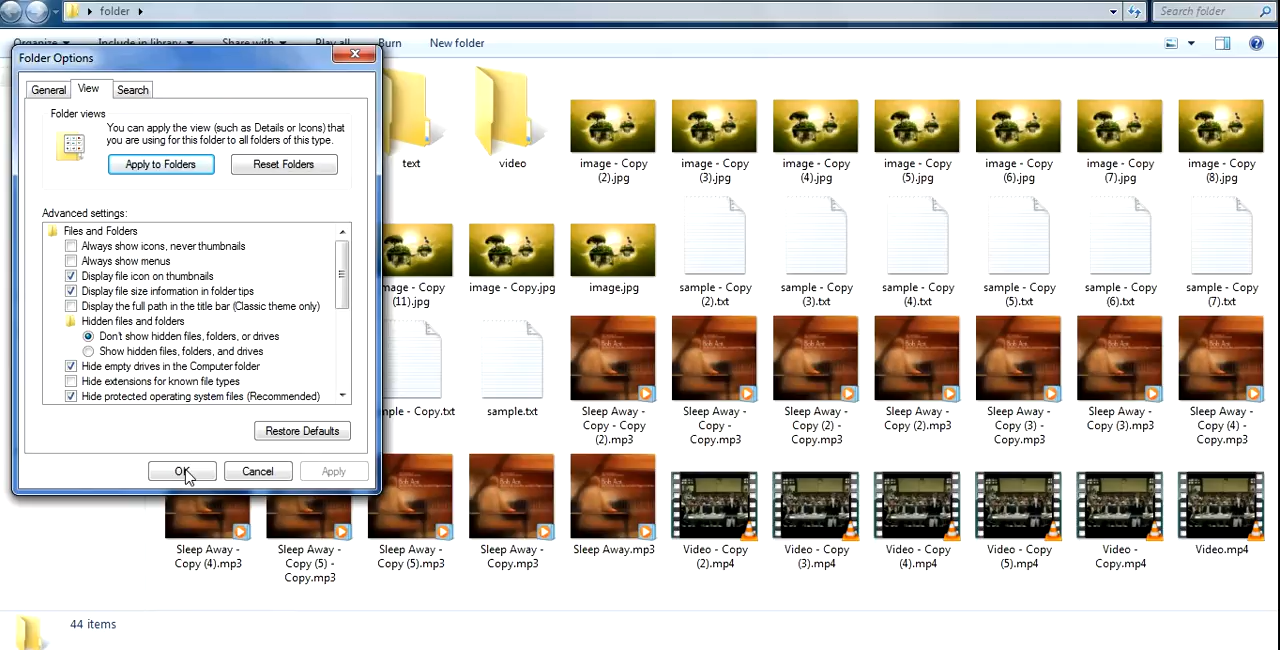 folder
Search folder
Organize Include in library Share with Play all Burn New folder
Folder Options
General View Search
Folder views
You can apply the view (such as Details or Icons) that
you are using for this folder to all folders of this type.
Apply to Folders Reset Folders
Advanced settings:
Files and Folders
Always show icons, never thumbnails
Always show menus
Display file icon on thumbnails
Display file size information in folder tips
Display the full path in the title bar (Classic theme only)
Hidden files and folders
Don't show hidden files, folders, or drives
Show hidden files, folders, and drives
Hide empty drives in the Computer folder
Hide extensions for known file types
Hide protected operating system files (Recommended)
Restore Defaults
OK Cancel Apply
text video image - Copy image - Copy image - Copy image - Copy image - Copy image - Copy image - Copy
(2).jpg (3).jpg (4).jpg (5).jpg (6).jpg (7).jpg (8).jpg
mage - Copy image - Copy.jpg image.jpg sample - Copy sample - Copy sample - Copy sample - Copy sample - Copy sample - Copy
(11).jpg (2).txt (3).txt (4).txt (5).txt (6).txt (7).txt
nple - Copy.txt sample.txt Sleep Away - Sleep Away - Sleep Away - Sleep Away - Sleep Away - Sleep Away - Sleep Away -
Copy - Copy Copy - Copy (2) - Copy (2).mp3 Copy (3) - Copy (3).mp3 Copy (4) -
(2).mp3 Copy.mp3 Copy.mp3 Copy.mp3 Copy.mp3
Sleep Away - Sleep Away - Sleep Away - Sleep Away - Sleep Away.mp3 Video - Copy Video - Copy Video - Copy Video - Copy Video - Video.mp4
Copy (4).mp3 Copy (5) - Copy (5).mp3 Copy.mp3 (2).mp4 (3).mp4 (4).mp4 (5).mp4 Copy.mp4
Copy.mp3
44 items